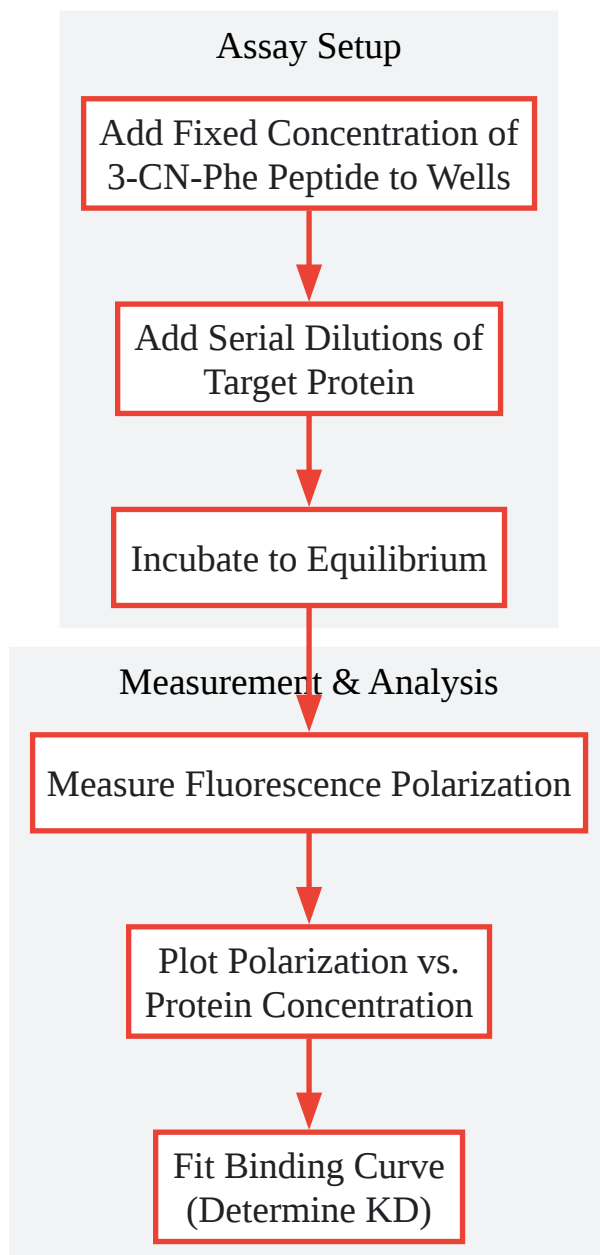 Assay Setup
Add Fixed Concentration of
3-CN-Phe Peptide to Wells
Add Serial Dilutions of
Target Protein
Incubate to Equilibrium
Measurement & Analysis
Measure Fluorescence Polarization
Plot Polarization vs.
Protein Concentration
Fit Binding Curve
(Determine KD)